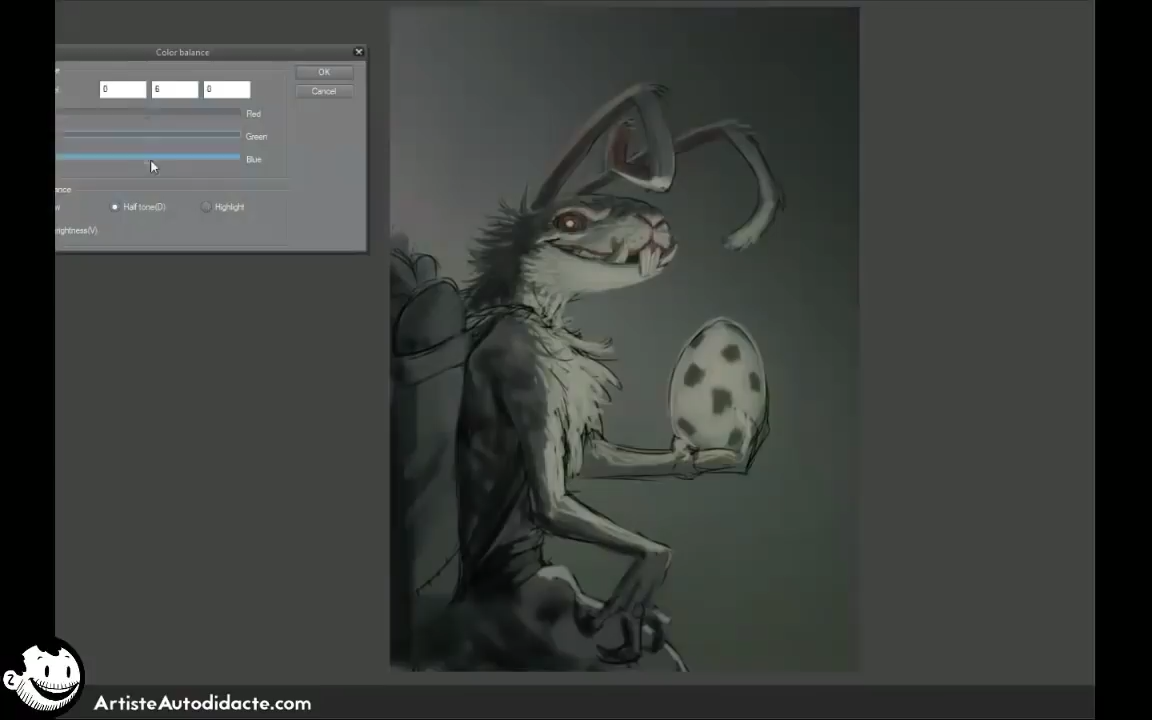 Color balance
OK
0 6 0
Cancel
Red
Green
Blue
Half tone(D)
Highlight
ArtisteAutodidacte.com